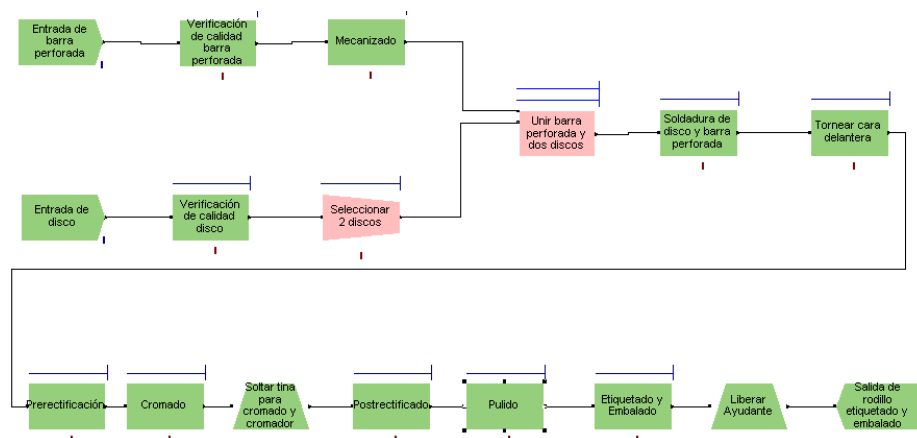 Entrada de
barra
perforada
Verificación
de calidad
barra
perforada
Mecanizado
Unir barra
perforada y
dos discos
Soldadura de
disco y barra
perforada
Tornear cara
delantera
Entrada de
disco
Verificación
de calidad
disco
Seleccionar
2 discos
Prerectificación
Cromado
Soltar tina
para
cromado y
cromador
Postrectificado
Pulido
Etiquetado y
Embalado
Liberar
Ayudante
Salida de
rodillo
etiquetado y
embalado